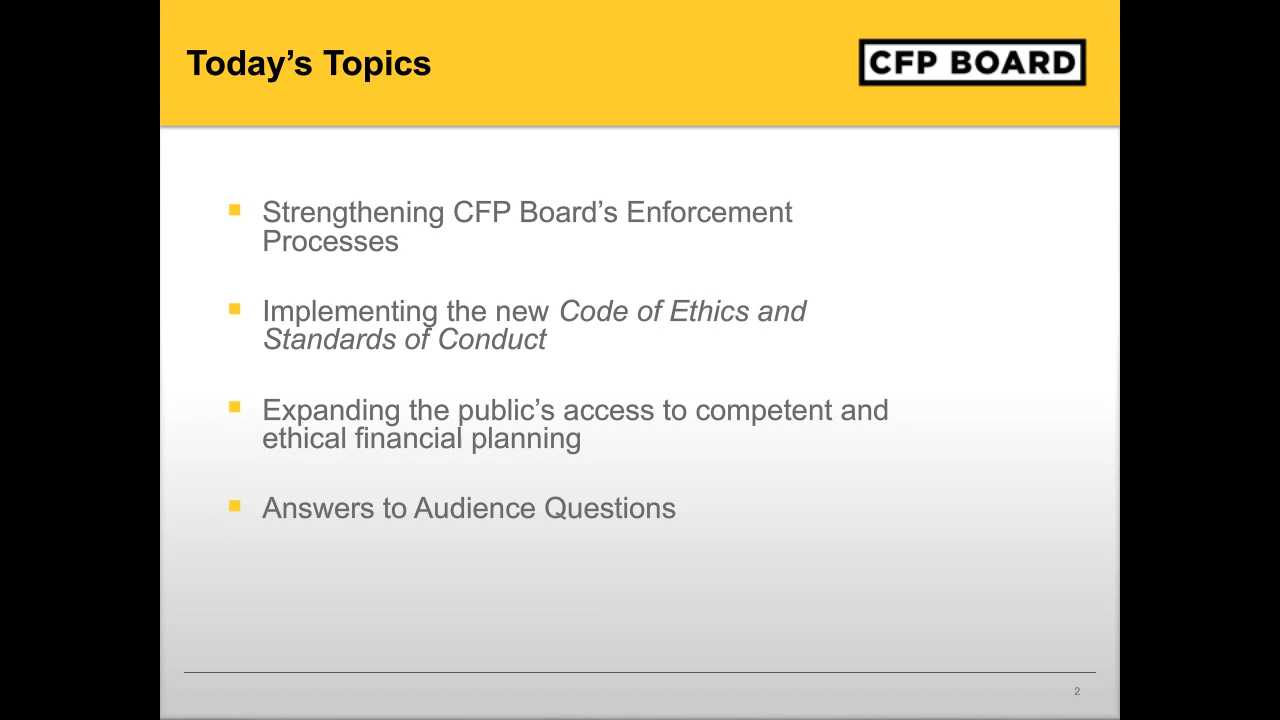 Today’s Topics
CFP BOARD
Strengthening CFP Board’s Enforcement
Processes
Implementing the new Code of Ethics and
Standards of Conduct
Expanding the public’s access to competent and
ethical financial planning
Answers to Audience Questions
2